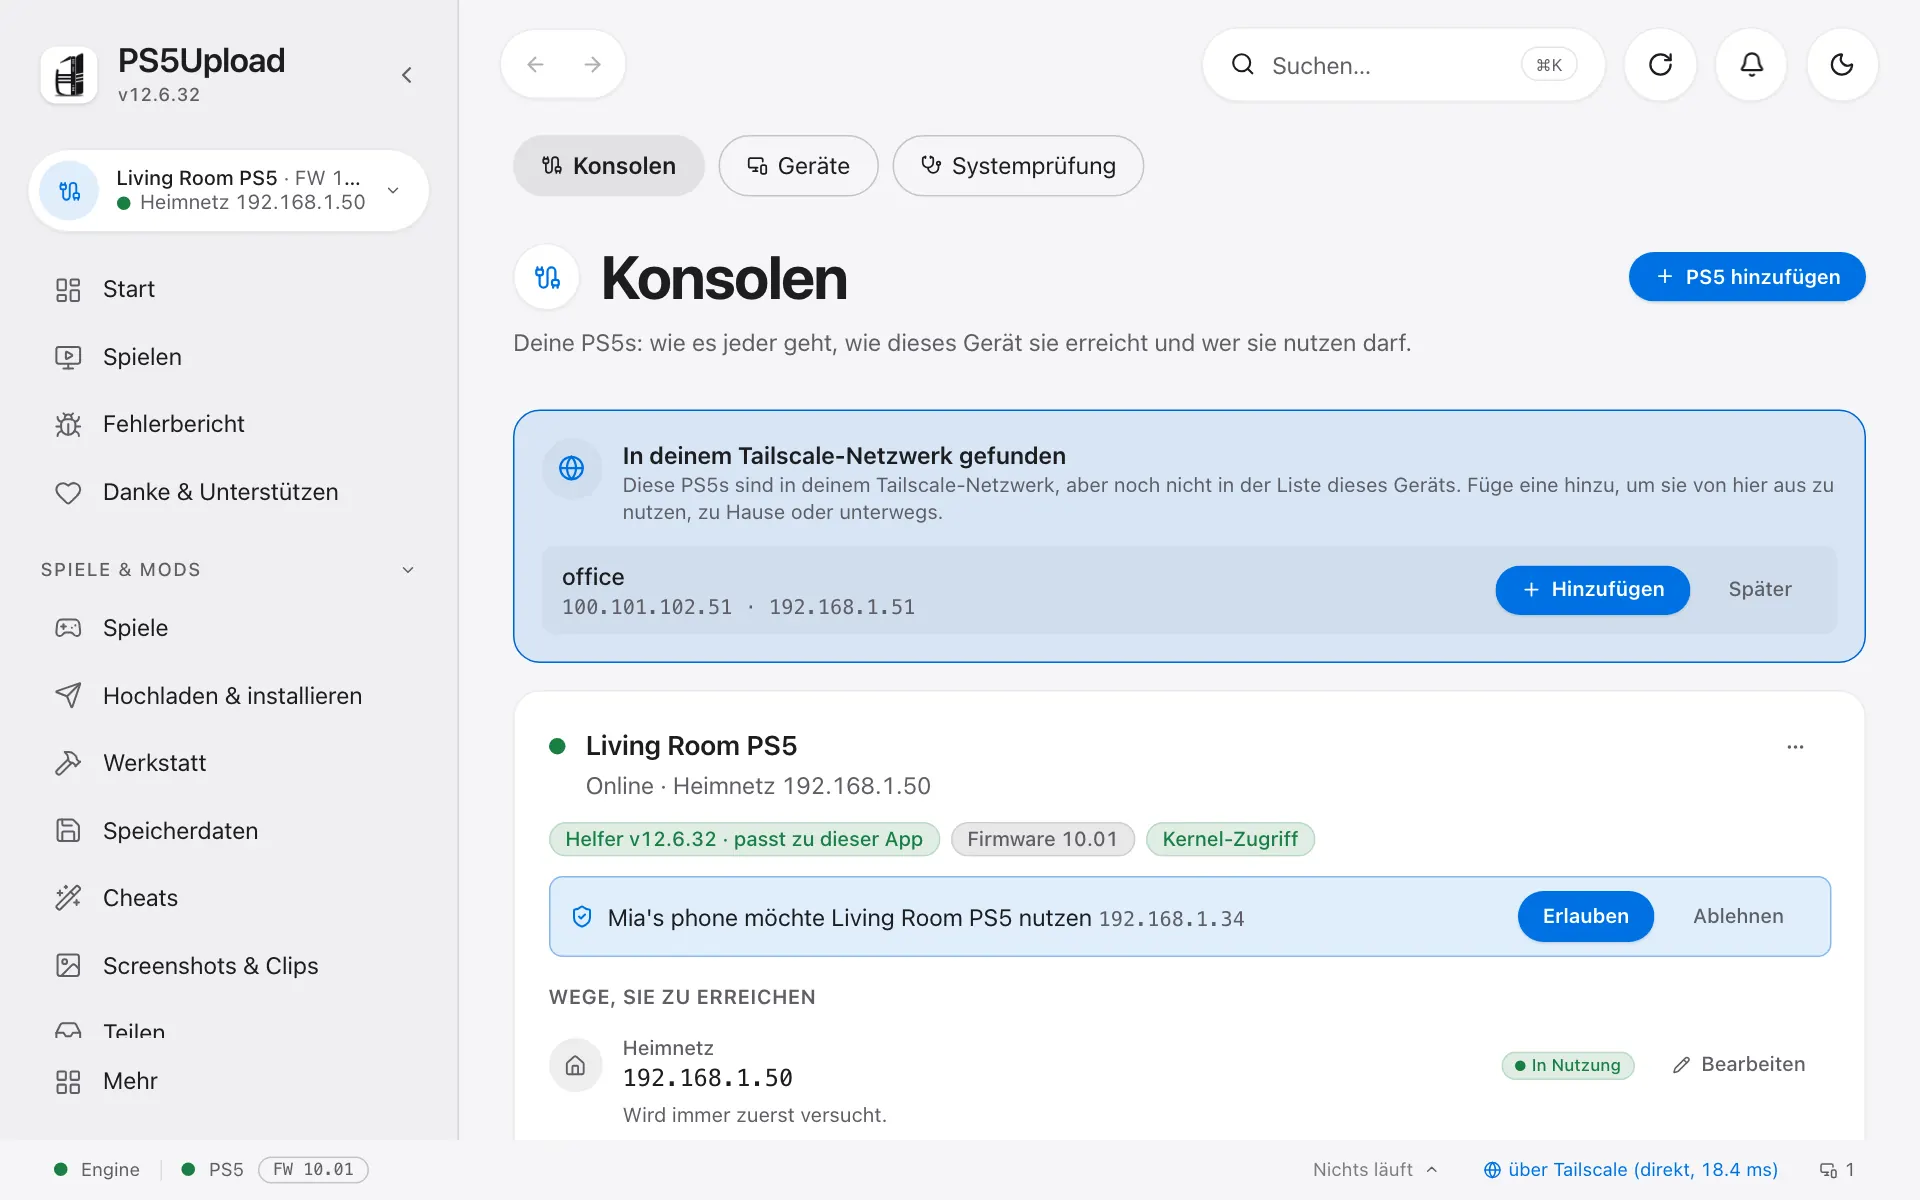 PS5Upload
v12.6.32
Living Room PS5 · FW 1...
Heimnetz 192.168.1.50
Start
Spielen
Fehlerbericht
Danke & Unterstützen
SPIELE & MODS
Spiele
Hochladen & installieren
Werkstatt
Speicherdaten
Cheats
Screenshots & Clips
Teilen
Mehr
Suchen...
⌘K
Konsolen
Geräte
Systemprüfung
Konsolen
PS5 hinzufügen
Deine PS5s: wie es jeder geht, wie dieses Gerät sie erreicht und wer sie nutzen darf.
In deinem Tailscale-Netzwerk gefunden
Diese PS5s sind in deinem Tailscale-Netzwerk, aber noch nicht in der Liste dieses Geräts. Füge eine hinzu, um sie von hier aus zu
nutzen, zu Hause oder unterwegs.
office
100.101.102.51 · 192.168.1.51
Hinzufügen
Später
Living Room PS5
Online · Heimnetz 192.168.1.50
Helfer v12.6.32 · passt zu dieser App
Firmware 10.01
Kernel-Zugriff
Mia's phone möchte Living Room PS5 nutzen 192.168.1.34
Erlauben
Ablehnen
WEGE, SIE ZU ERREICHEN
Heimnetz
192.168.1.50
Wird immer zuerst versucht.
In Nutzung
Bearbeiten
Engine
PS5
FW 10.01
Nichts läuft
über Tailscale (direkt, 18.4 ms)
1